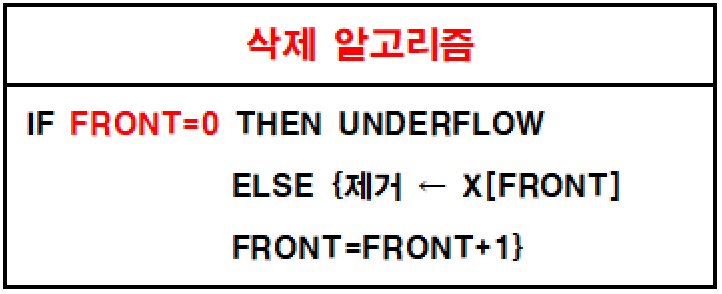 삭제 알고리즘
IF FRONT=0 THEN UNDERFLOW
ELSE {제거 ← X[FRONT]
FRONT=FRONT+1}